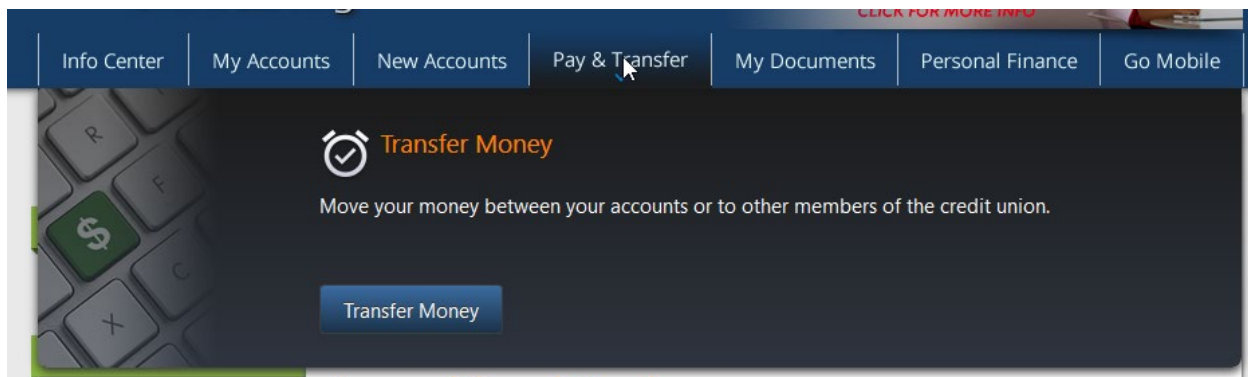 CLICK FOR MORE INFO
Info Center
My Accounts
New Accounts
Pay & Transfer
My Documents
Personal Finance
Go Mobile
R
F
$
C
X
Transfer Money
Move your money between your accounts or to other members of the credit union.
Transfer Money